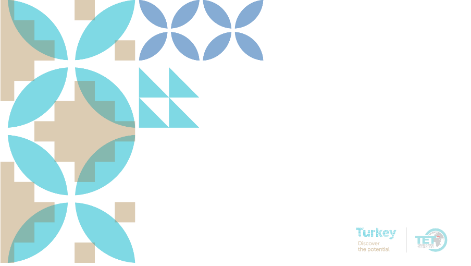 Turkey
Discover
the potential